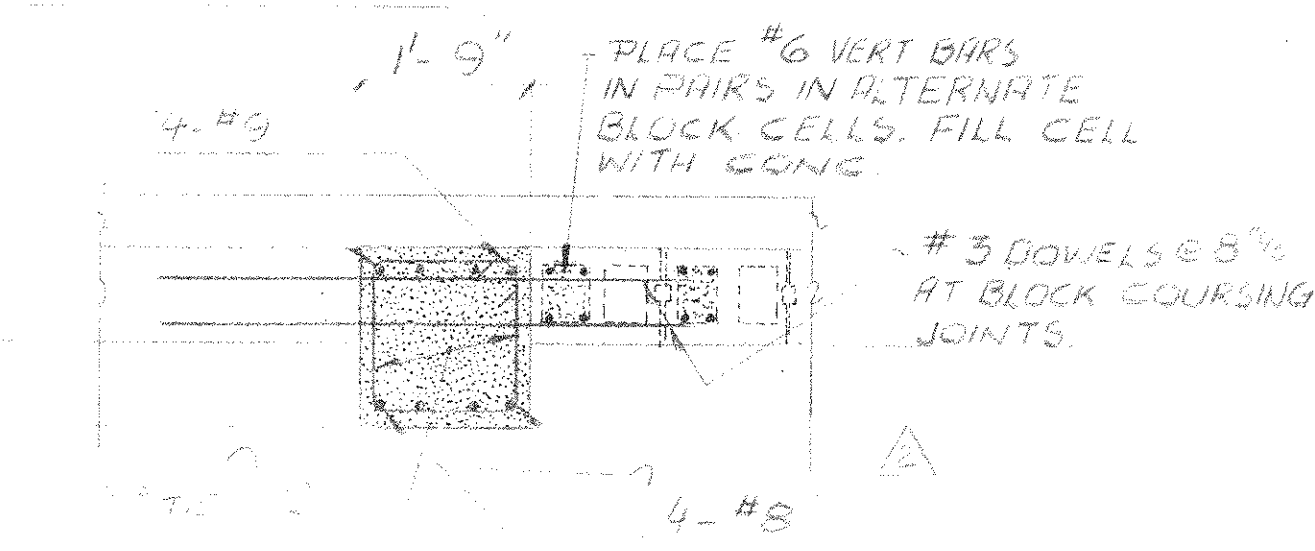 1'-9"
PLACE #6 VERT BARS
IN PAIRS IN ALTERNATE
BLOCK CELLS. FILL CELL
WITH CONC.
4-#9
#3 DOWELS @ 8"%
AT BLOCK COURSING
JOINTS.
2
4-#8